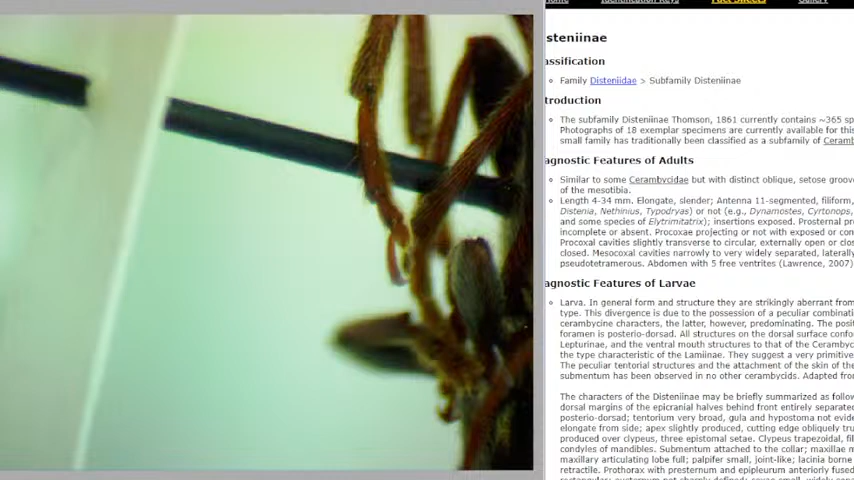 Identification Keys Fact Sheets Gallery
steniinae
assification
Family Disteniidae > Subfamily Disteniinae
troduction
The subfamily Disteniinae Thomson, 1861 currently contains ~365 sp
Photographs of 18 exemplar specimens are currently available for this
small family has traditionally been classified as a subfamily of Ceramb
agnostic Features of Adults
Similar to some Cerambycidae but with distinct oblique, setose groov
of the mesotibia.
Length 4-34 mm. Elongate, slender; Antenna 11-segmented, filiform,
Distenia, Nethinius, Typodryas) or not (e.g., Dynamostes, Cyrtonops,
and some species of Elytrimitatrix); insertions exposed. Prosternal pr
incomplete or absent. Procoxae projecting or not with exposed or con
Procoxal cavities slightly transverse to circular, externally open or clos
closed. Mesocoxal cavities narrowly to very widely separated, laterally
pseudotetramerous. Abdomen with 5 free ventrites (Lawrence, 2007)
agnostic Features of Larvae
Larva. In general form and structure they are strikingly aberrant from
type. This divergence is due to the possession of a peculiar combinatio
cerambycine characters, the latter, however, predominating. The posit
foramen is posterio-dorsad. All structures on the dorsal surface confor
Lepturinae, and the ventral mouth structures to that of the Cerambyc
the type characteristic of the Lamiinae. They suggest a very primitive
The peculiar tentorial structures and the attachment of the skin of the
submentum has been observed in no other cerambycids. Adapted from
The characters of the Disteniinae may be briefly summarized as follow
dorsal margins of the epicranial halves behind front entirely separate
posterio-dorsad; tentorium very broad, gula and hypostoma not evide
elongate from side; apex slightly produced, cutting edge obliquely tru
produced over clypeus, three epistomal setae. Clypeus trapezoidal, fil
condyles of mandibles. Submentum attached to the collar; maxillae m
maxillary articulating lobe full; palpifer small, joint-like; lacinia borne
retractile. Prothorax with presternum and epipleurum anteriorly fused